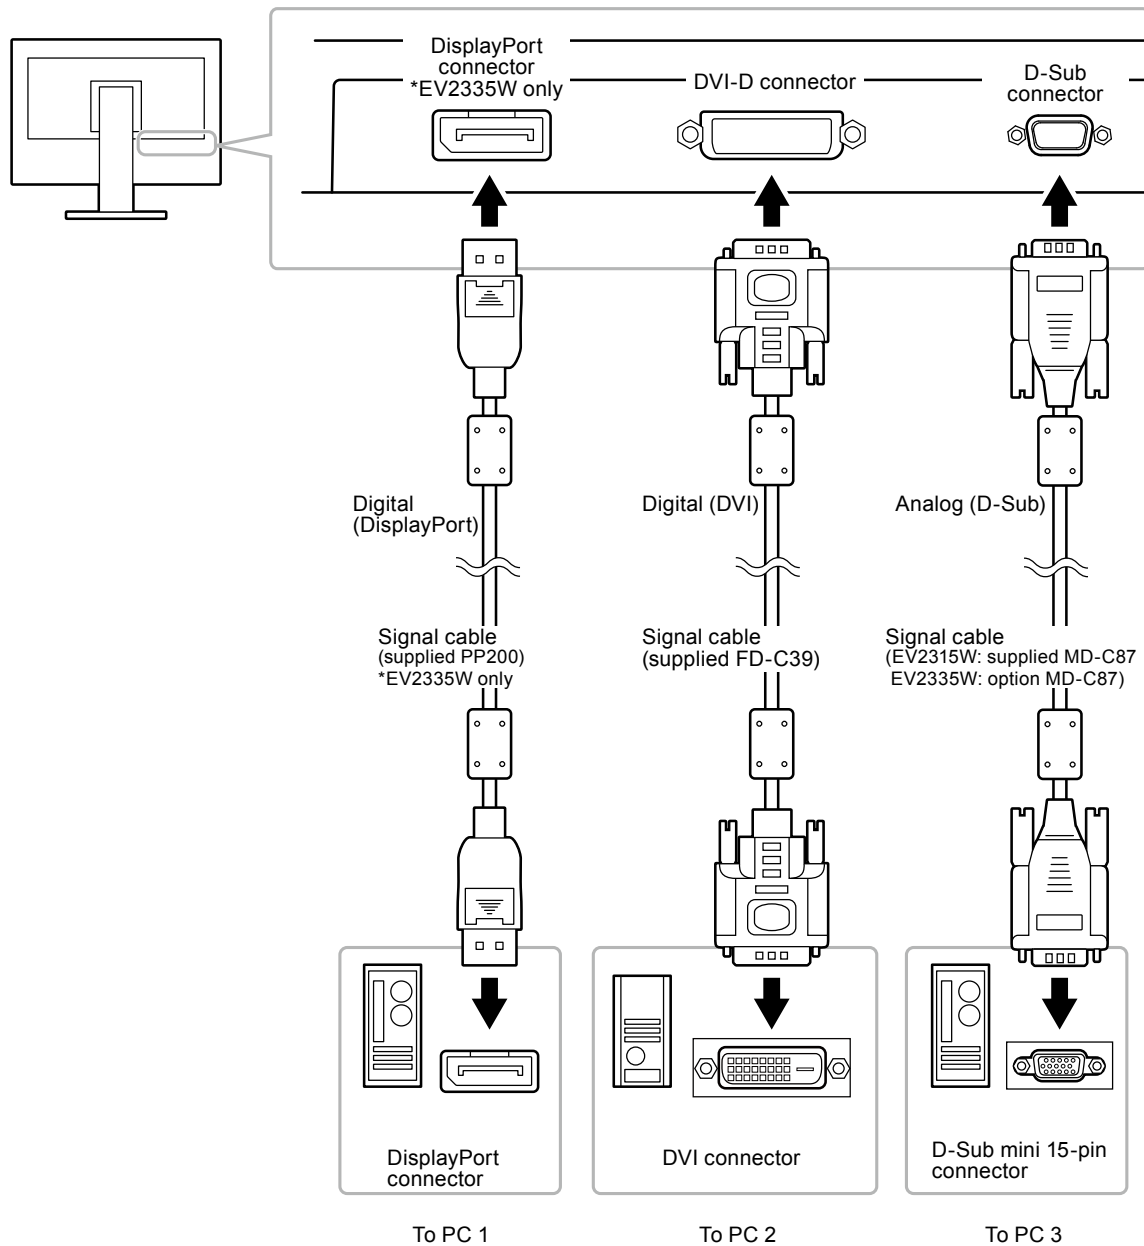 DisplayPort
connector
*EV2335W only
DVI-D connector
D-Sub
connector
Digital
(DisplayPort)
Digital (DVI)
Analog (D-Sub)
Signal cable
(supplied PP200)
*EV2335W only
Signal cable
(supplied FD-C39)
Signal cable
(EV2315W: supplied MD-C87
EV2335W: option MD-C87)
DisplayPort
connector
DVI connector
D-Sub mini 15-pin
connector
To PC 1
To PC 2
To PC 3